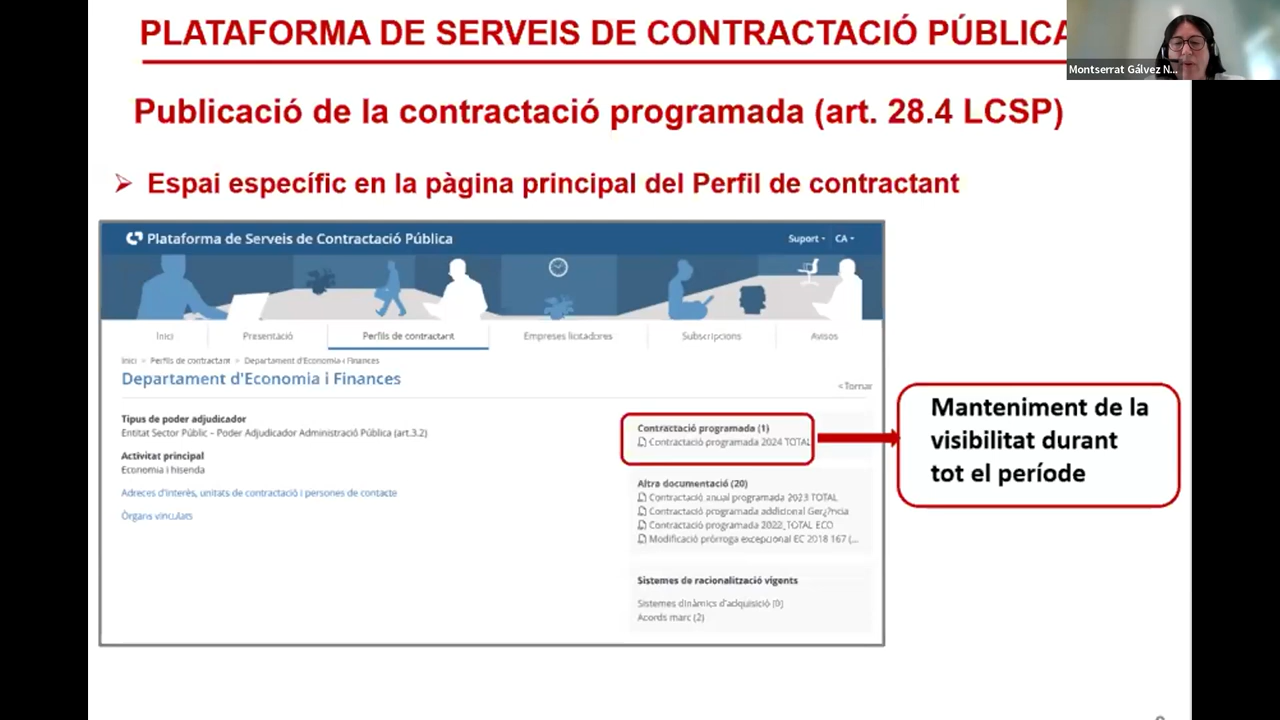 PLATAFORMA DE SERVEIS DE CONTRACTACIÓ PÚBLICA
Montserrat Gálvez N...
Publicació de la contractació programada (art. 28.4 LCSP)
Espai específic en la pàgina principal del Perfil de contractant
Plataforma de Serveis de Contractació Pública
Suport
CA
Inici
Presentació
Perfils de contractant
Empreses licitadores
Subscripcions
Avisos
Inici > Perfils de contractant > Departament d'Economia i Finances
Departament d'Economia i Finances
< Tornar
Tipus de poder adjudicador
Entitat Sector Públic – Poder Adjudicador Administració Pública (art.3.2)
Activitat principal
Economia i hisenda
Adreces d'interès, unitats de contractació i persones de contacte
Òrgans vinculats
Contractació programada (1)
Contractació programada 2024 TOTAL
Altra documentació (20)
Contractació anual programada 2023 TOTAL
Contractació programada addicional Ger¿?ncia
Contractació programada 2022_TOTAL ECO
Modificació pròrroga excepcional EC 2018 167 (...
Sistemes de racionalització vigents
Sistemes dinàmics d'adquisició (0)
Acords marc (2)
Manteniment de la
visibilitat durant
tot el període